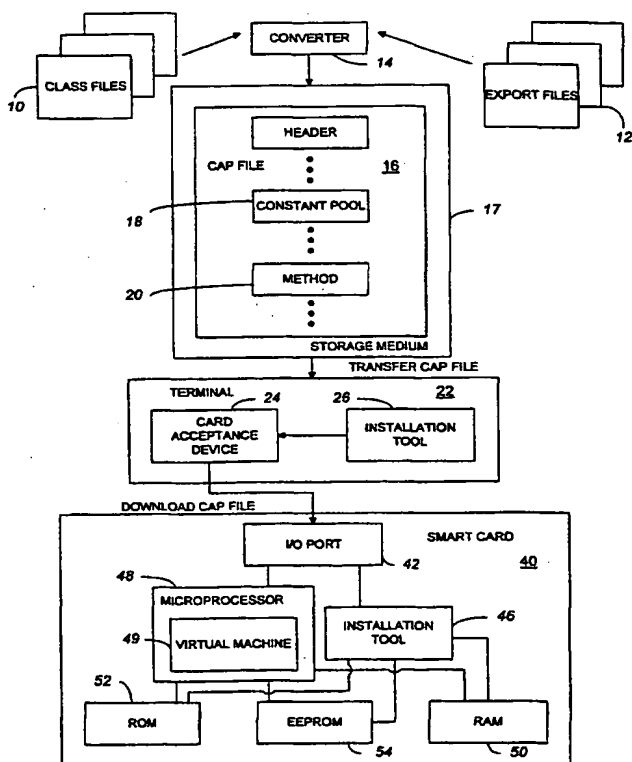 CONVERTER
14
CLASS FILES
10
EXPORT FILES
12
HEADER
CAP FILE
16
18
CONSTANT POOL
17
20
METHOD
STORAGE MEDIUM
TRANSFER CAP FILE
TERMINAL
24
26
22
CARD
ACCEPTANCE
DEVICE
INSTALLATION
TOOL
DOWNLOAD CAP FILE
I/O PORT
SMART CARD
42
40
48
MICROPROCESSOR
46
49
VIRTUAL MACHINE
INSTALLATION
TOOL
52
ROM
EEPROM
RAM
54
50